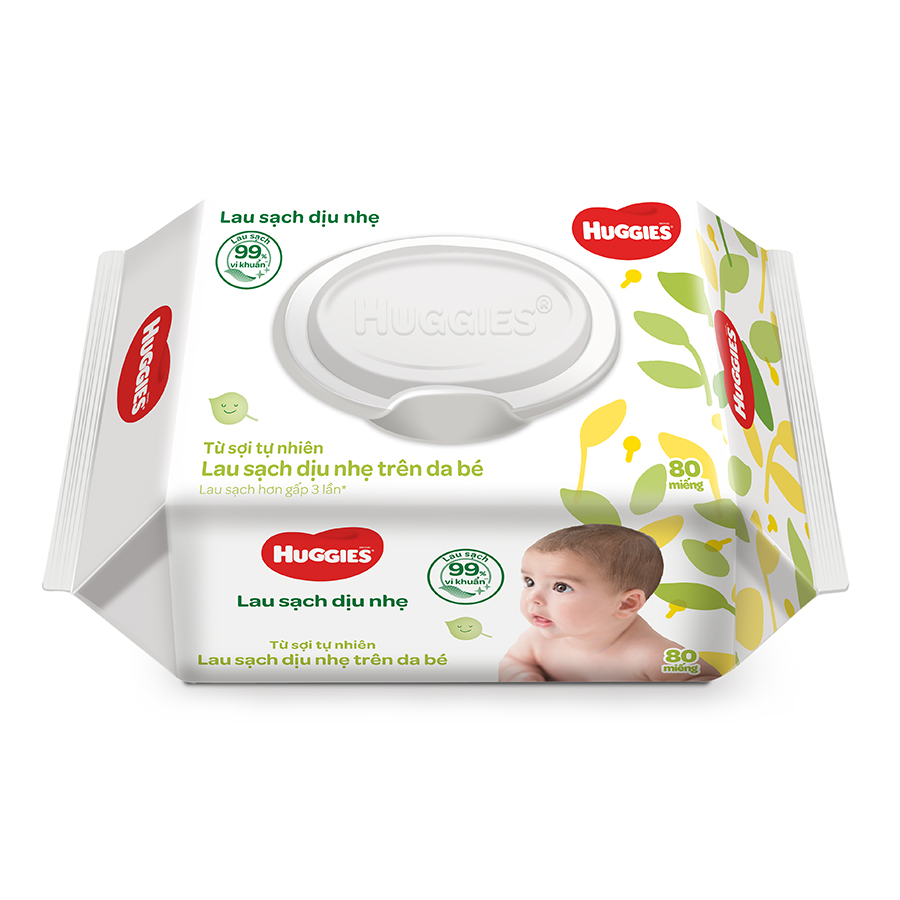 Lau sạch dịu nhẹ
HUGGIES
Lau sạch
99%
vi khuẩn
HUGGIES®
HUGGIES
HUGGIES
Từ sợi tự nhiên
Lau sạch dịu nhẹ trên da bé
Lau sạch hơn gấp 3 lần*
80
miếng
HUGGIES
Lau sạch
99%
vi khuẩn
Lau sạch dịu nhẹ
Từ sợi tự nhiên
Lau sạch dịu nhẹ trên da bé
80
miếng